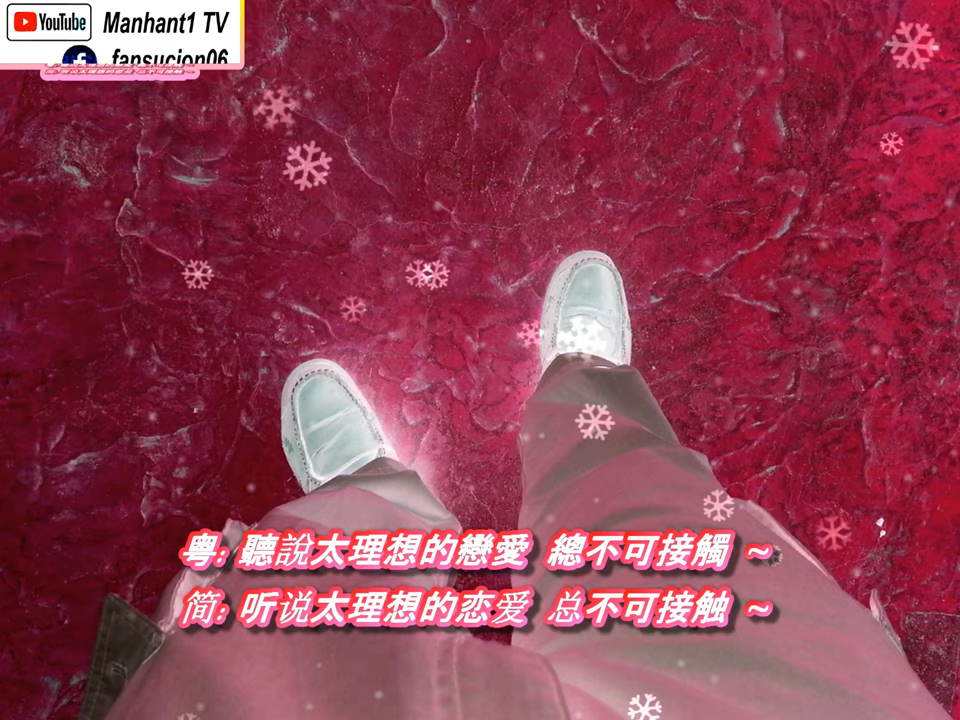 YouTube Manhant1 TV
fansucion06
粤: 聽說太理想的戀愛 總不可接觸 ~
简: 听说太理想的恋爱 总不可接触 ~